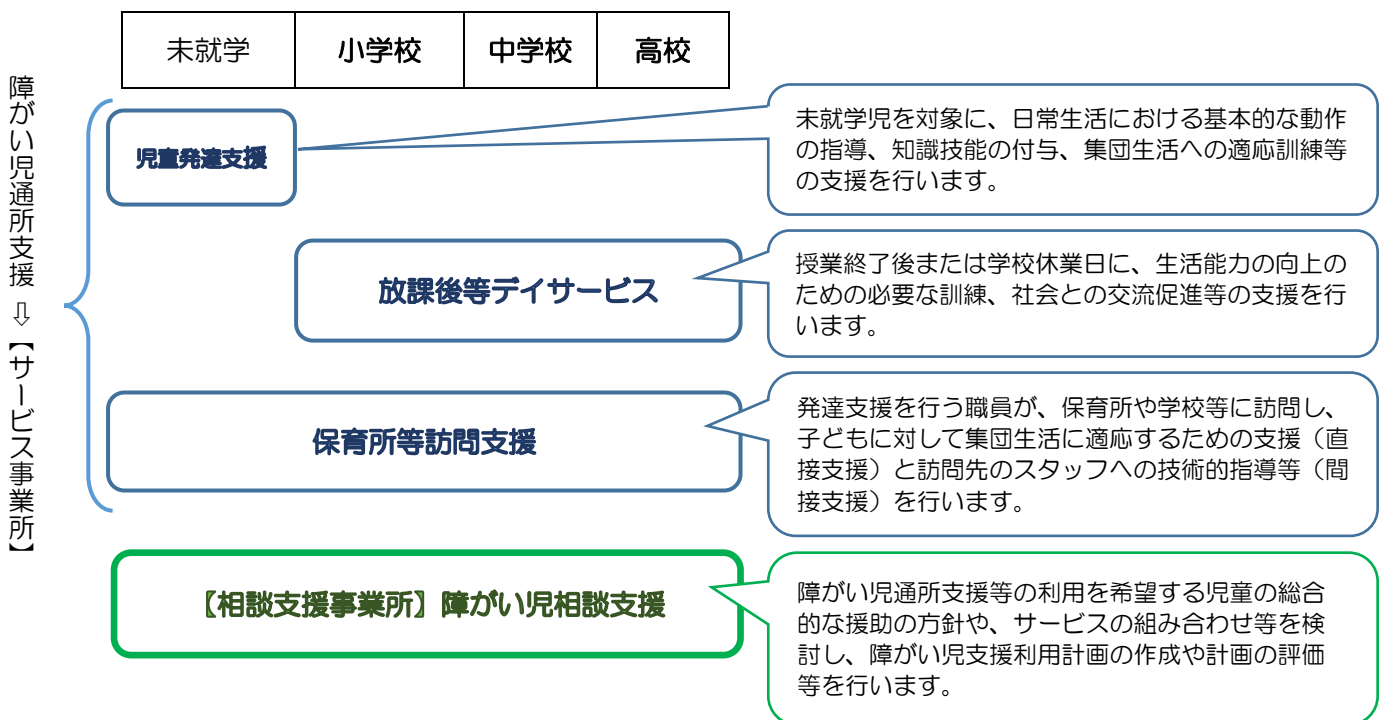 未就学 小学校 中学校 高校
障がい児通所支援 ⇩ 【サービス事業所】
児童発達支援
未就学児を対象に、日常生活における基本的な動作
の指導、知識技能の付与、集団生活への適応訓練等
の支援を行います。
放課後等デイサービス
授業終了後または学校休業日に、生活能力の向上の
ための必要な訓練、社会との交流促進等の支援を行
います。
保育所等訪問支援
発達支援を行う職員が、保育所や学校等に訪問し、
子どもに対して集団生活に適応するための支援（直
接支援）と訪問先のスタッフへの技術的指導等（間
接支援）を行います。
【相談支援事業所】障がい児相談支援
障がい児通所支援等の利用を希望する児童の総合
的な援助の方針や、サービスの組み合わせ等を検
討し、障がい児支援利用計画の作成や計画の評価
等を行います。